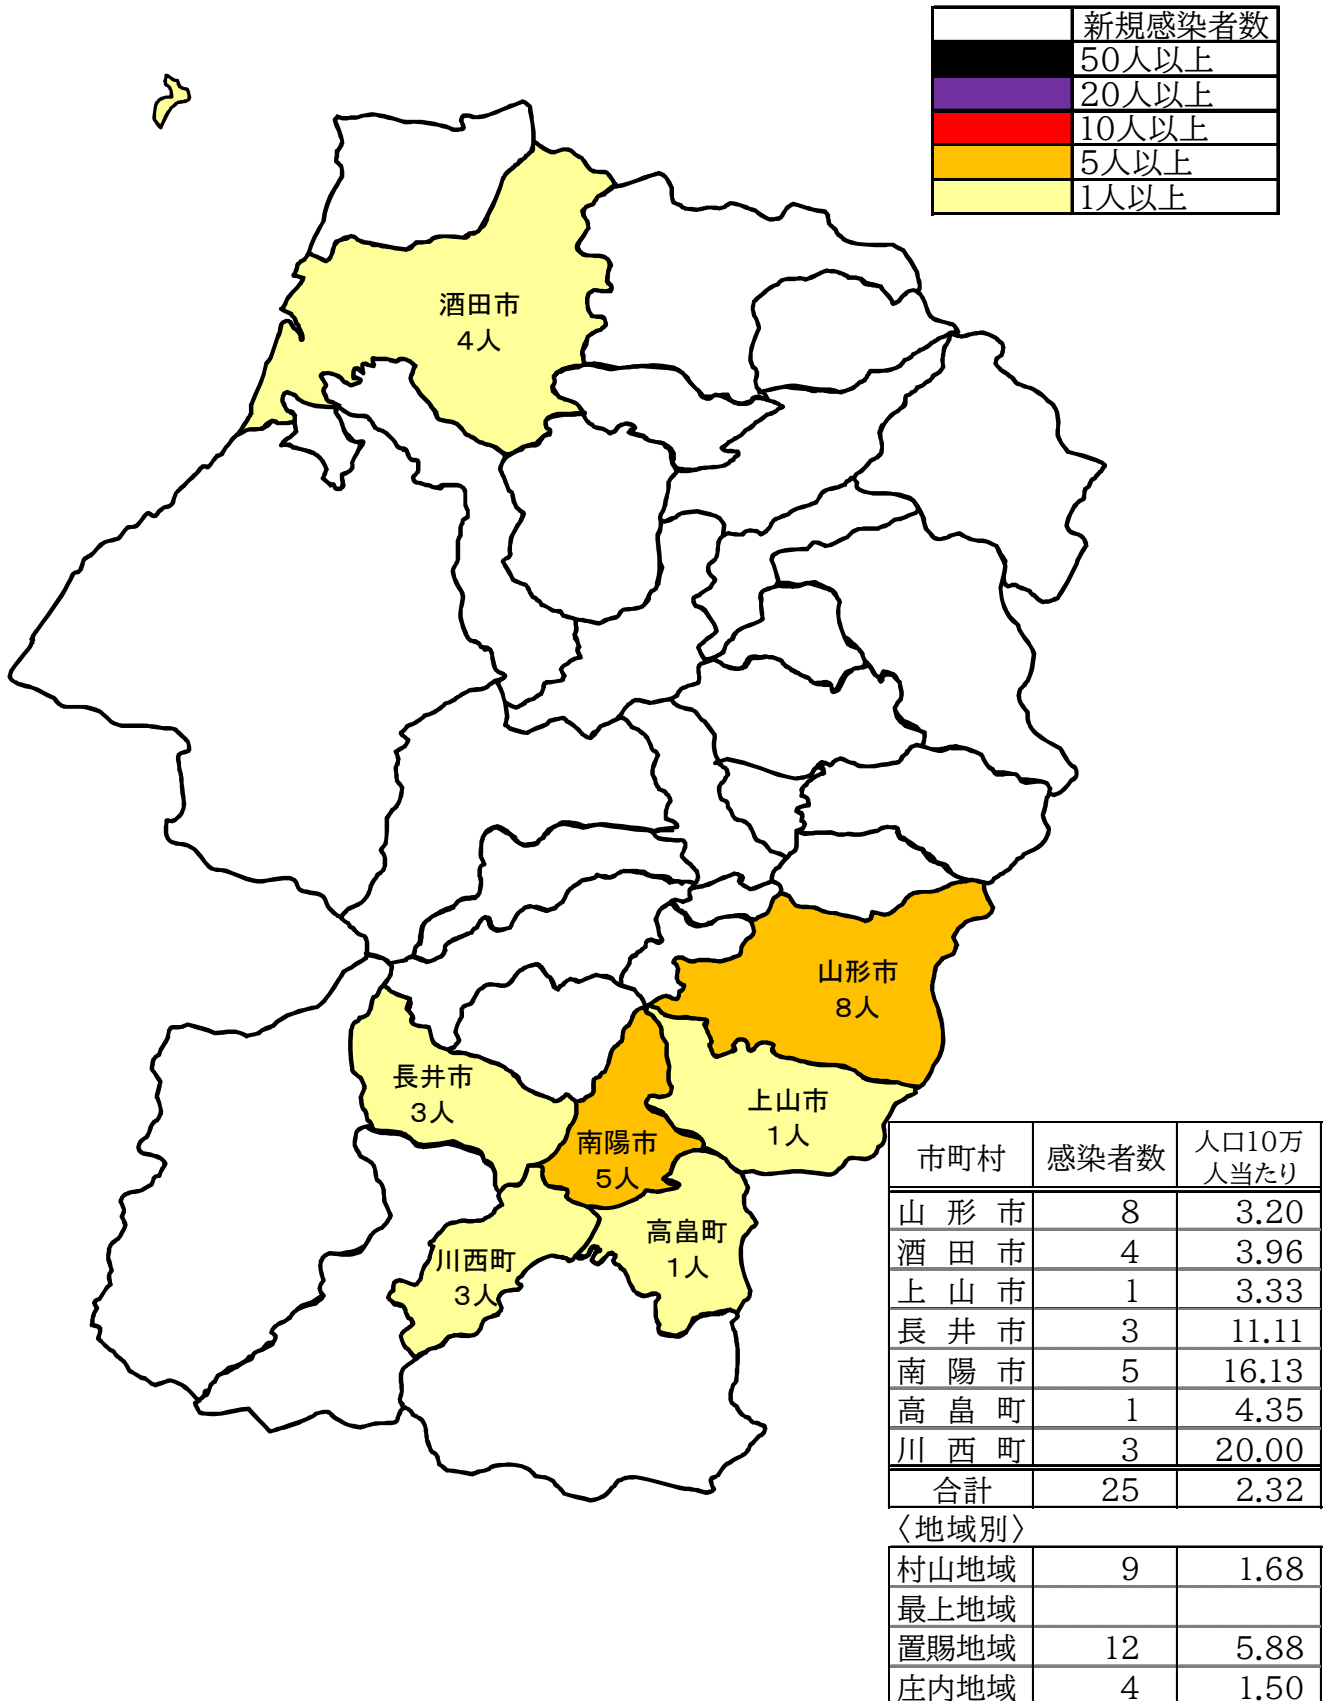 新規感染者数
50人以上
20人以上
10人以上
5人以上
1人以上
酒田市
4人
山形市
8人
長井市
3人
上山市
1人
南陽市
5人
高畠町
1人
川西町
3人
市町村 感染者数 人口10万人当たり
山形市 8 3.20
酒田市 4 3.96
上山市 1 3.33
長井市 3 11.11
南陽市 5 16.13
高畠町 1 4.35
川西町 3 20.00
合計 25 2.32
〈地域別〉
村山地域 9 1.68
最上地域
置賜地域 12 5.88
庄内地域 4 1.50